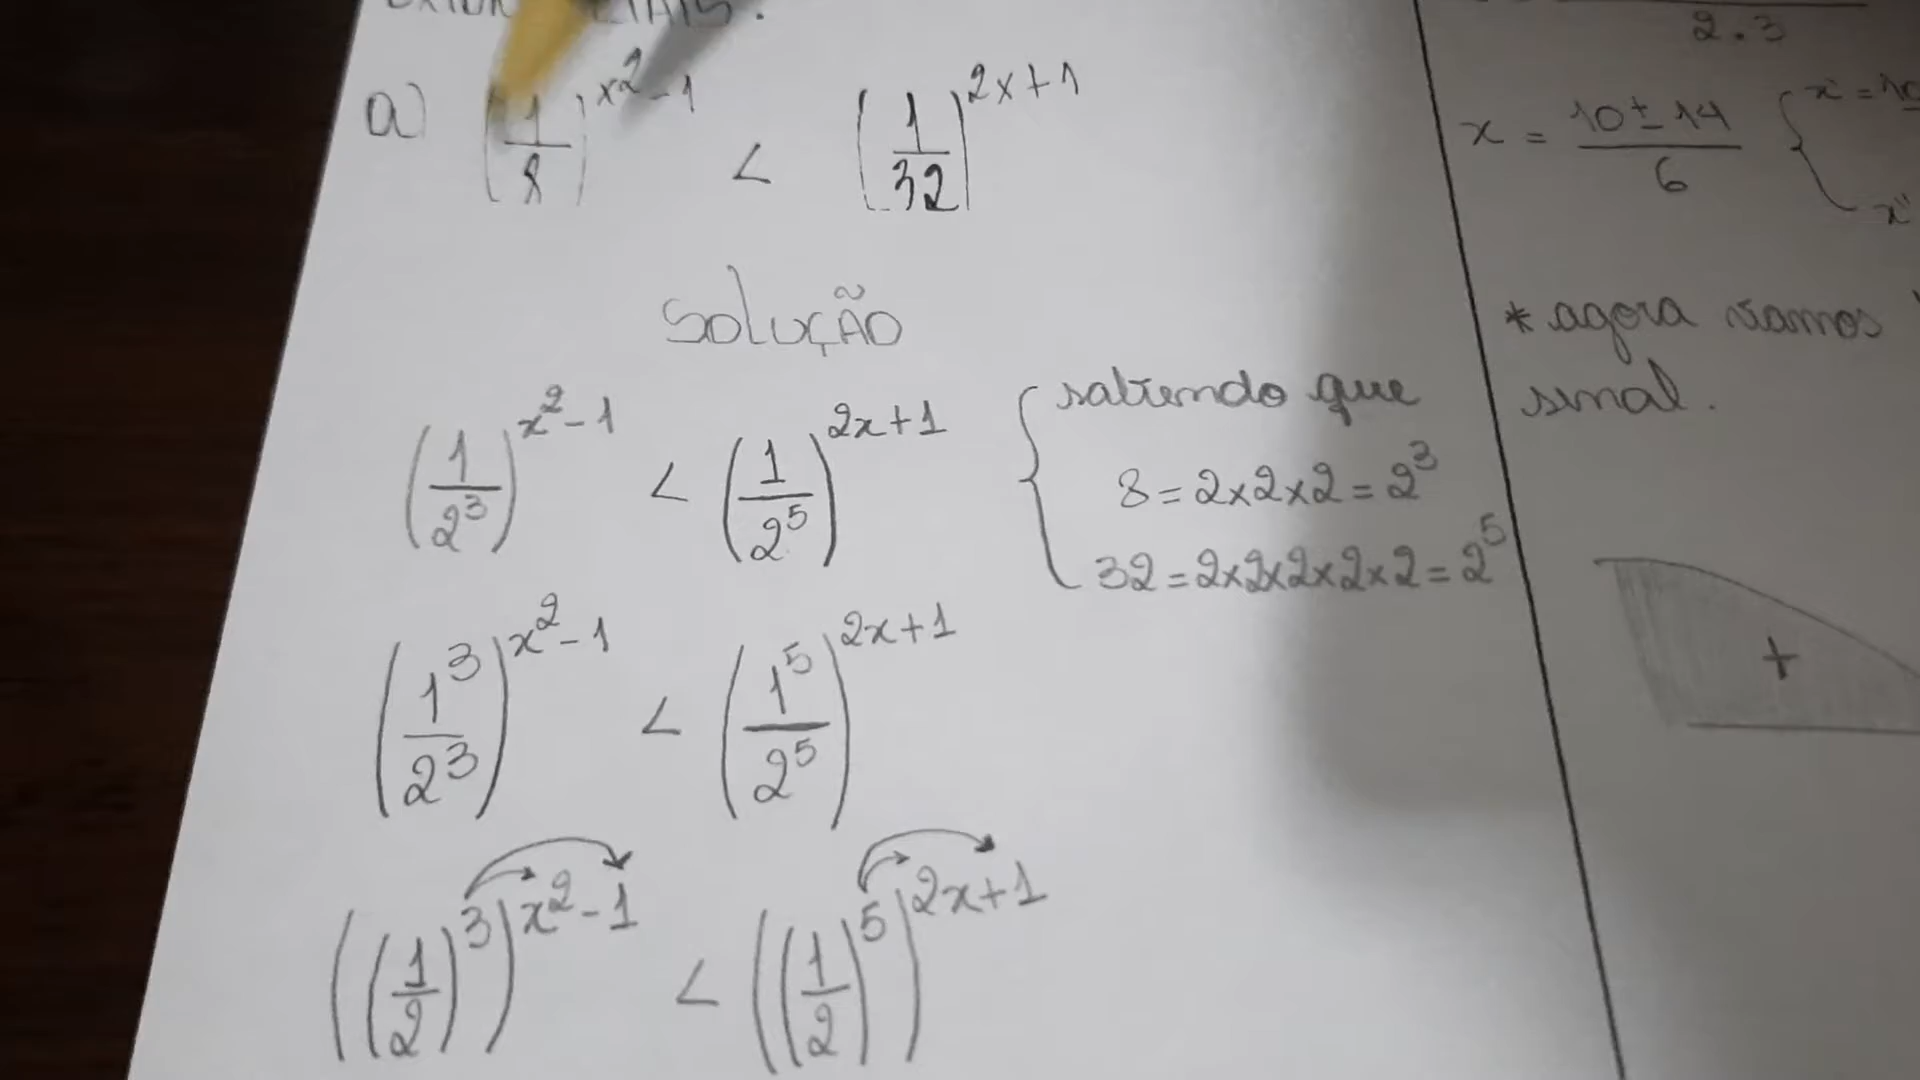 a) (1/8)^x²-1 < (1/32)^2x+1
SOLUÇÃO
(1/2³)^x²-1 < (1/2⁵)^2x+1
{ sabendo que
8 = 2x2x2 = 2³
32 = 2x2x2x2x2 = 2⁵
(1³/2³)^x²-1 < (1⁵/2⁵)^2x+1
((1/2)³)^x²-1 < ((1/2)⁵)^2x+1
2.3
x = 10 ± 14 / 6 {
* agora vamos
sinal.
+